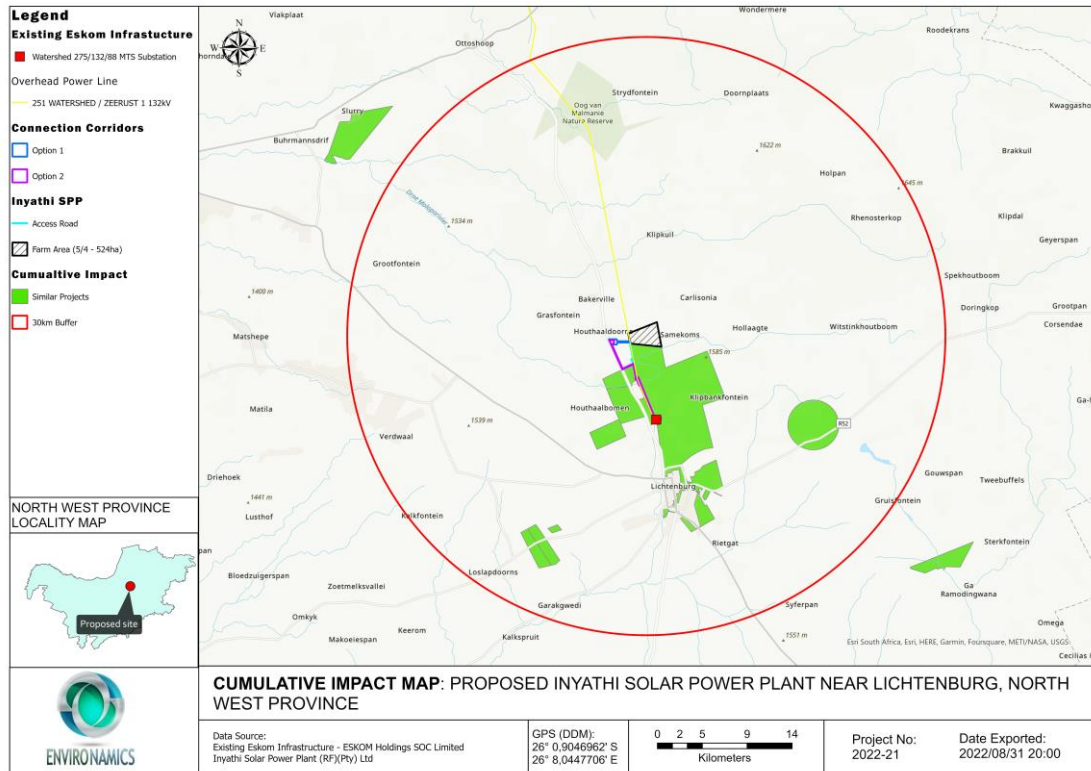 Legend
Existing Eskom Infrastucture
Watershed 275/132/88 MTS Substation
Overhead Power Line
251 WATERSHED / ZEERUST 1 132kV
Connection Corridors
Option 1
Option 2
Inyathi SPP
Access Road
Farm Area (5/4 - 524ha)
Cumualtive Impact
Similar Projects
30km Buffer
NORTH WEST PROVINCE
LOCALITY MAP
Proposed site
ENVIRONAMICS
N
W
E
S
Vlakplaat
Wondermere
Roodekrans
Ottoshoop
Strydfontein
Doornplaats
Oog van
Malmanie
Nature Reserve
Slurry
Kwaggasho
Buhrmannsdrif
1622 m
Brakkuil
Holpan
1645 m
1534 m
Rhenosterkop
Klipdal
Klipkuil
Geyerspan
Grootfontein
Spekhoutboom
1400 m
Bakerville
Carlisonia
Doringkop
Grootpan
Grasfontein
Corsendae
Matshepe
Houthaaldoorn
Samekoms
Hollaagte
Witstinkhoutboom
1585 m
Klipbankfontein
Matila
Houthaalbomen
1539 m
R52
Verdwaal
Driehoek
Gouwspan
Tweebuffels
1441 m
Lichtenburg
Lusthof
Kalkfontein
Gruisfontein
Rietgat
Sterkfontein
pan
Bloedzuigerspan
Loslapdoorns
Zoetmelksvallei
Ga
Ramodingwana
Omkyk
Garakgwedi
Syferpan
Keerom
Makoeiespan
Kalkspruit
1551 m
Omega
Cecilias
Esri South Africa, Esri, HERE, Garmin, Foursquare, METI/NASA, USGS
CUMULATIVE IMPACT MAP: PROPOSED INYATHI SOLAR POWER PLANT NEAR LICHTENBURG, NORTH
WEST PROVINCE
Data Source:
Existing Eskom Infrastructure - ESKOM Holdings SOC Limited
Inyathi Solar Power Plant (RF)(Pty) Ltd
GPS (DDM):
26° 0,9046962' S
26° 8,0447706' E
0 2 5 9 14
Kilometers
Project No:
2022-21
Date Exported:
2022/08/31 20:00